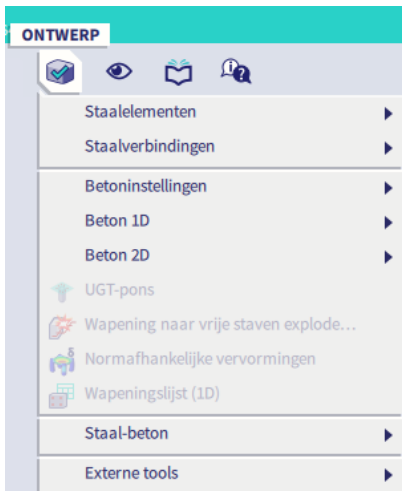 ONTWERP
Staalelementen
Staalverbindingen
Betoninstellingen
Beton 1D
Beton 2D
UGT-pons
Wapening naar vrije staven explode...
Normafhankelijke vervormingen
Wapeningslijst (1D)
Staal-beton
Externe tools